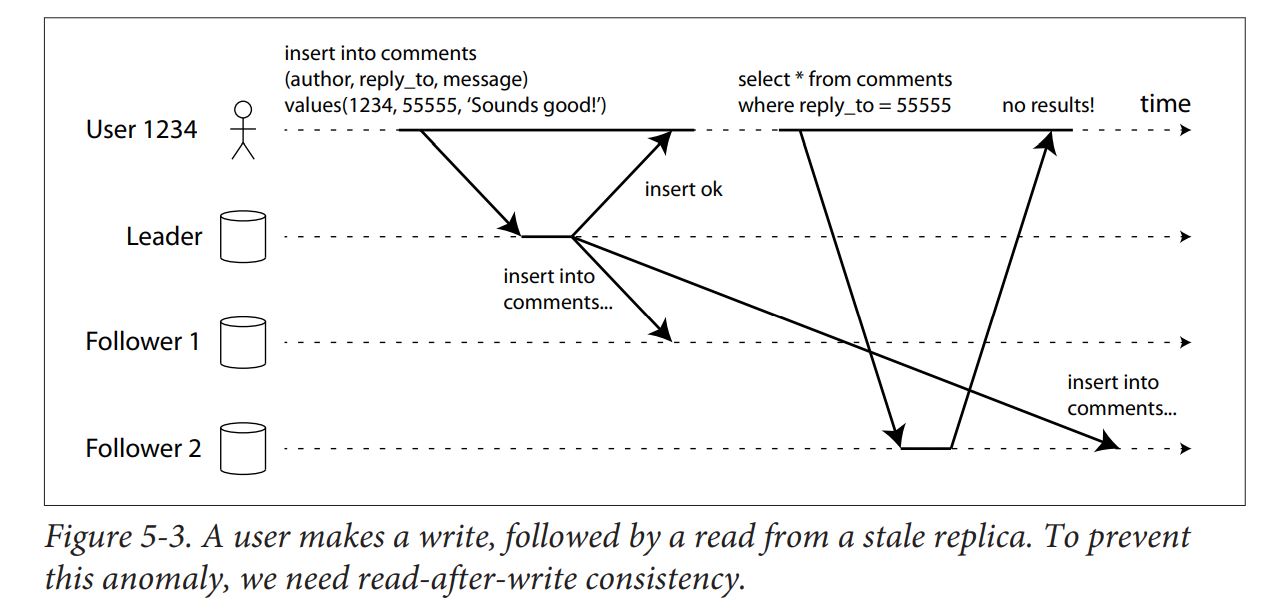 insert into comments
(author, reply_to, message)
values(1234, 55555, ‘Sounds good!’)
select * from comments
where reply_to = 55555
no results!
time
User 1234
insert ok
Leader
insert into
comments...
Follower 1
insert into
comments...
Follower 2
Figure 5-3. A user makes a write, followed by a read from a stale replica. To prevent
this anomaly, we need read-after-write consistency.